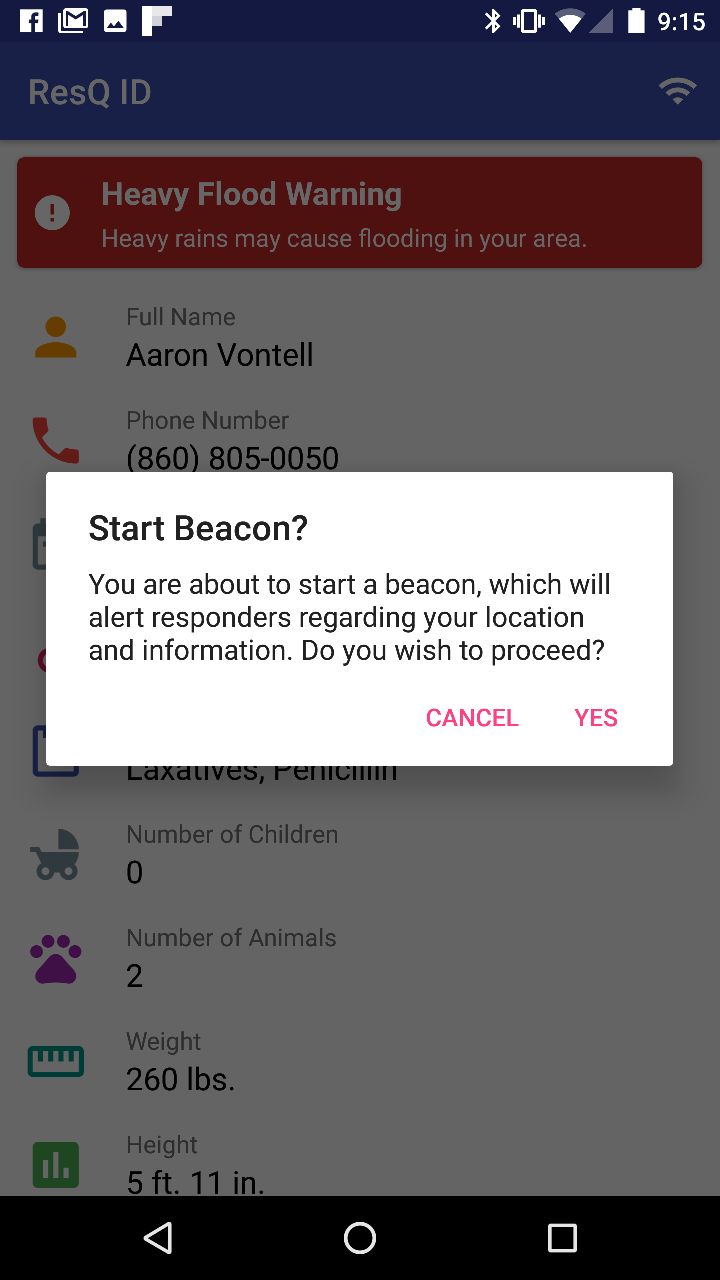 9:15
ResQ ID
Heavy Flood Warning
Heavy rains may cause flooding in your area.
Full Name
Aaron Vontell
Phone Number
(860) 805-0050
Start Beacon?
You are about to start a beacon, which will
alert responders regarding your location
and information. Do you wish to proceed?
CANCEL YES
Laxatives, Penicillin
Number of Children
0
Number of Animals
2
Weight
260 lbs.
Height
5 ft. 11 in.